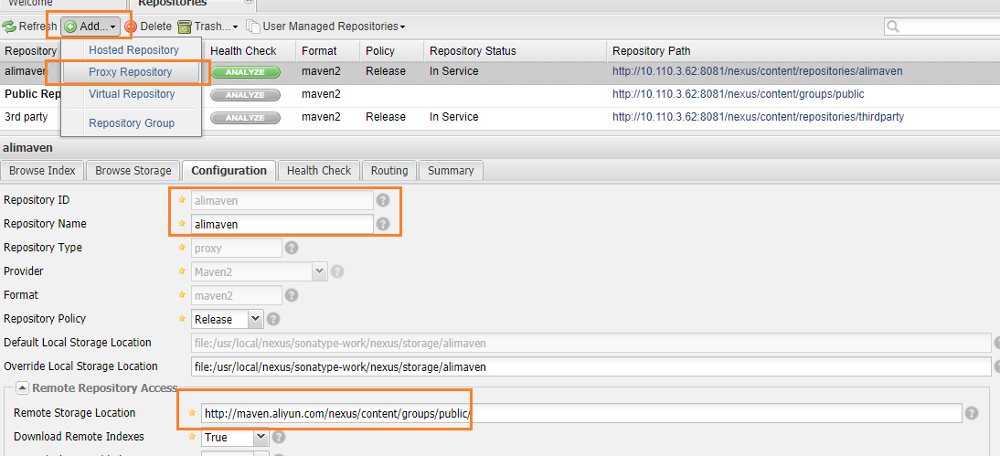 Welcome Repositories
Refresh Add... Delete Trash... User Managed Repositories
Repository Health Check Format Policy Repository Status Repository Path
Hosted Repository
alimaven ANALYZE maven2 Release In Service http://10.110.3.62:8081/nexus/content/repositories/alimaven
Proxy Repository
Public Rep ANALYZE maven2 http://10.110.3.62:8081/nexus/content/groups/public
Virtual Repository
3rd party ANALYZE maven2 Release In Service http://10.110.3.62:8081/nexus/content/repositories/thirdparty
Repository Group
alimaven
Browse Index Browse Storage Configuration Health Check Routing Summary
Repository ID alimaven
Repository Name alimaven
Repository Type proxy
Provider Maven2
Format maven2
Repository Policy Release
Default Local Storage Location file:/usr/local/nexus/sonatype-work/nexus/storage/alimaven
Override Local Storage Location file:/usr/local/nexus/sonatype-work/nexus/storage/alimaven
Remote Repository Access
Remote Storage Location http://maven.aliyun.com/nexus/content/groups/public/
Download Remote Indexes True